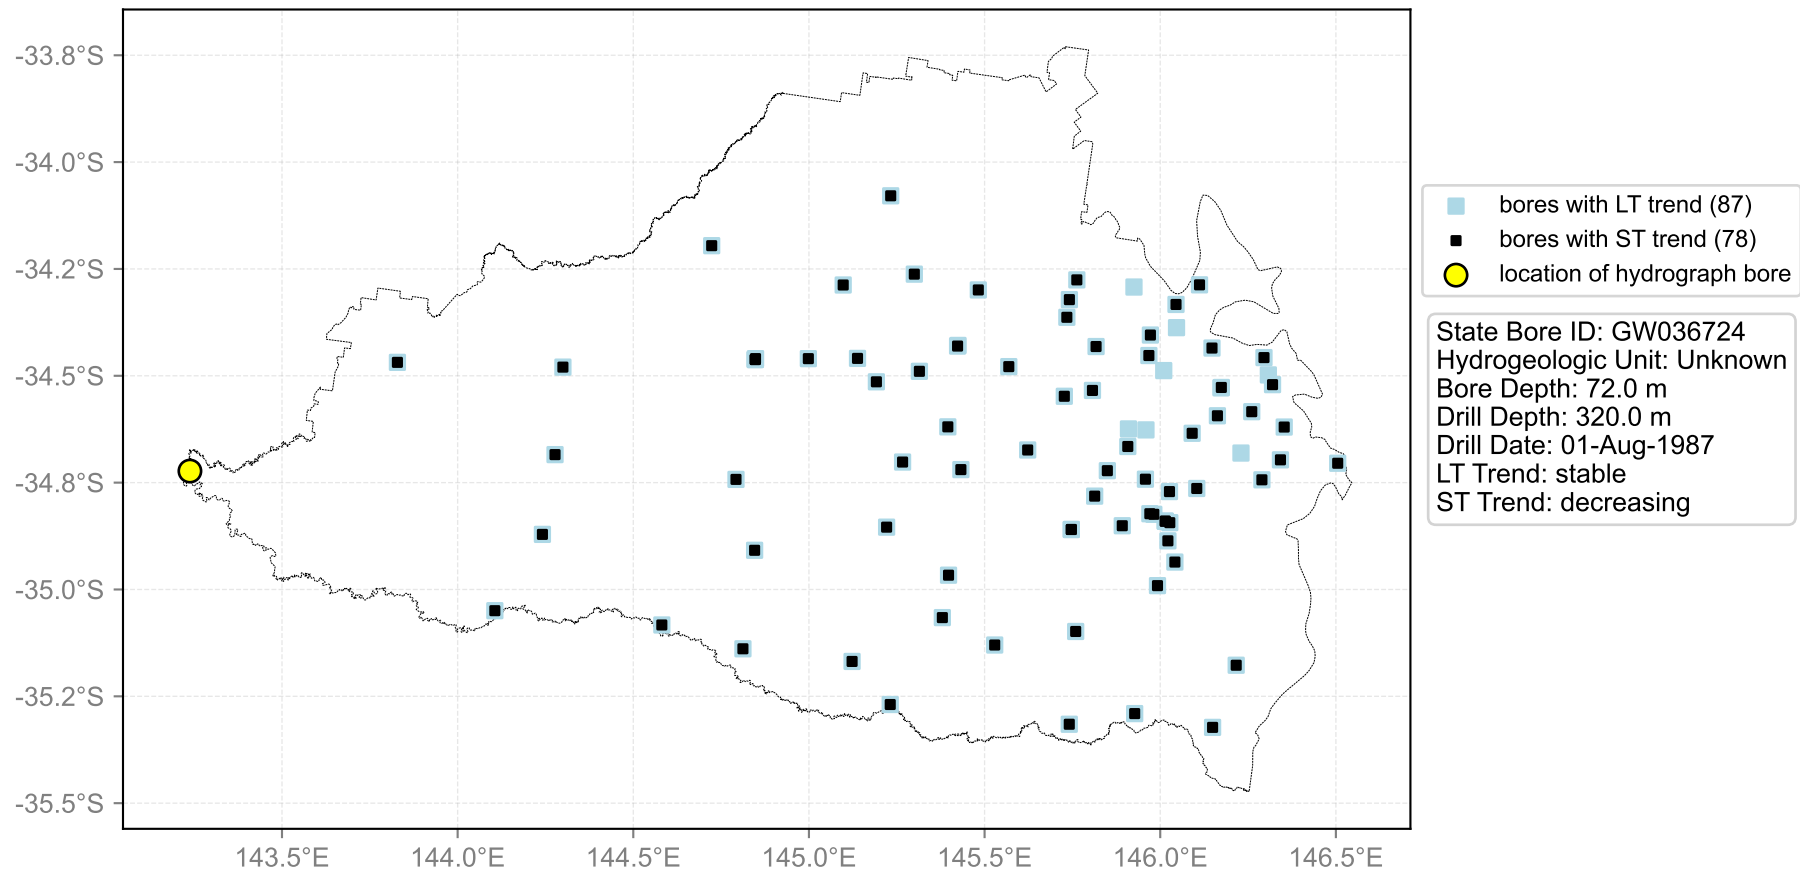 -33.8°S
-34.0°S
-34.2°S
-34.5°S
-34.8°S
-35.0°S
-35.2°S
-35.5°S
143.5°E
144.0°E
144.5°E
145.0°E
145.5°E
146.0°E
146.5°E
bores with LT trend (87)
bores with ST trend (78)
location of hydrograph bore
State Bore ID: GW036724
Hydrogeologic Unit: Unknown
Bore Depth: 72.0 m
Drill Depth: 320.0 m
Drill Date: 01-Aug-1987
LT Trend: stable
ST Trend: decreasing